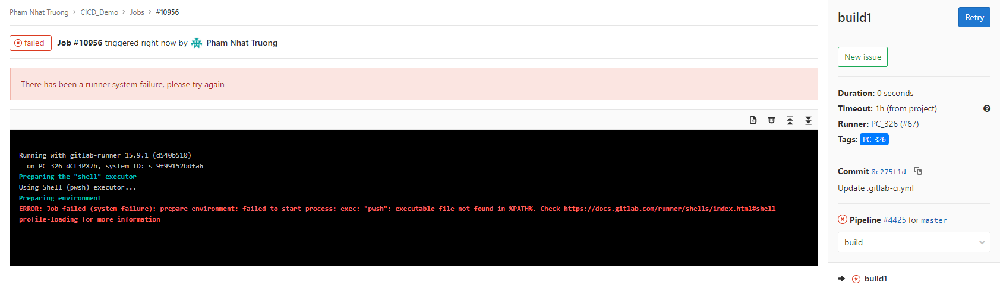 Pham Nhat Truong › CICD_Demo › Jobs › #10956
failed Job #10956 triggered right now by Pham Nhat Truong
There has been a runner system failure, please try again
Running with gitlab-runner 15.9.1 (d540b510)
on PC_326 dCL3PX7h, system ID: s_9f99152bdfa6
Preparing the "shell" executor
Using Shell (pwsh) executor...
Preparing environment
ERROR: Job failed (system failure): prepare environment: failed to start process: exec: "pwsh": executable file not found in %PATH%. Check https://docs.gitlab.com/runner/shells/index.html#shell-
profile-loading for more information
build1
Retry
New issue
Duration: 0 seconds
Timeout: 1h (from project)
Runner: PC_326 (#67)
Tags: PC_326
Commit 8c275f1d
Update .gitlab-ci.yml
Pipeline #4425 for master
build
build1